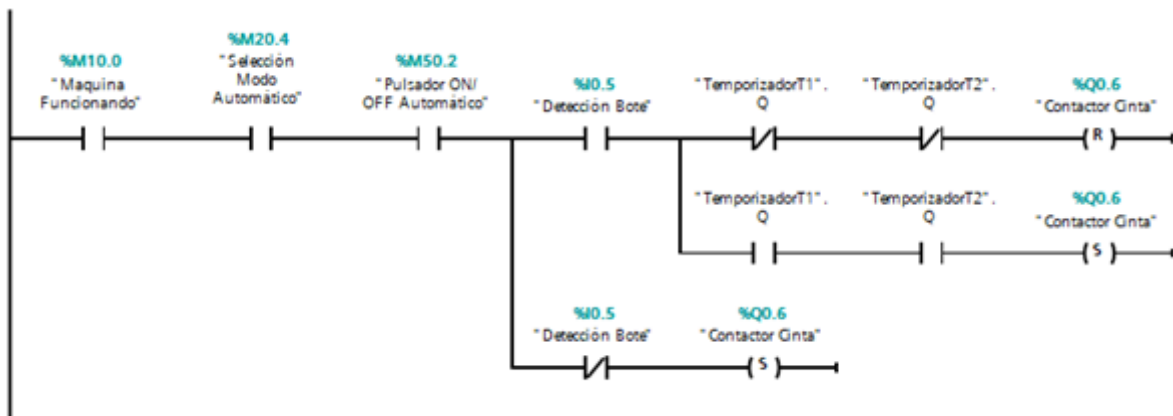 %M10.0
"Maquina
Funcionando"
%M20.4
"Selección
Modo
Automático"
%M50.2
"Pulsador ON/
OFF Automático"
%I0.5
"Detección Bote"
"TemporizadorT1".
Q
"TemporizadorT2".
Q
%Q0.6
"Contactor Cinta"
R
"TemporizadorT1".
Q
"TemporizadorT2".
Q
%Q0.6
"Contactor Cinta"
S
%I0.5
"Detección Bote"
%Q0.6
"Contactor Cinta"
S